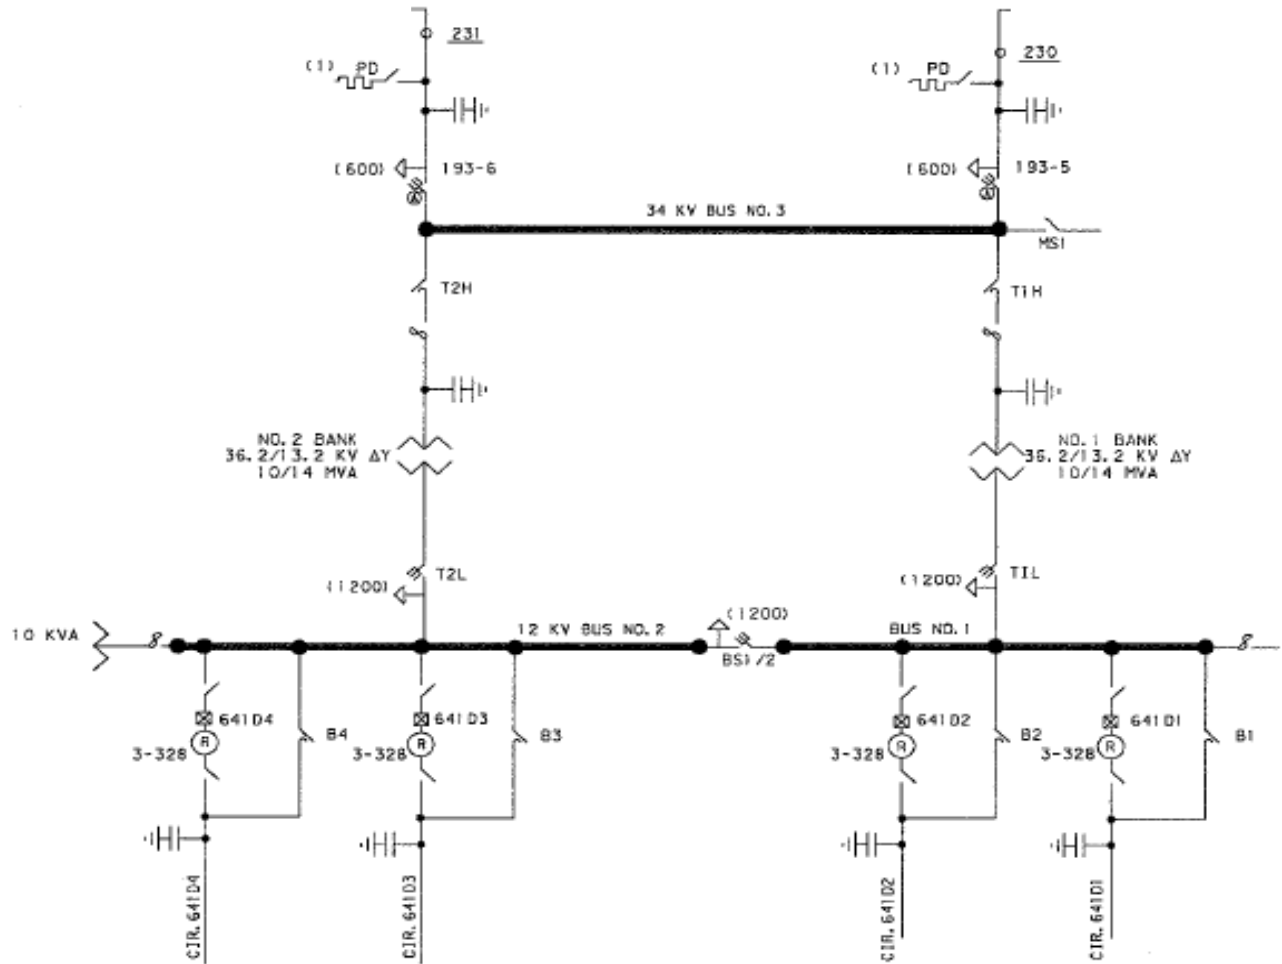 231
230
(1) PD
(1) PD
(600) 193-6
(600) 193-5
34 KV BUS NO.3
MS1
T2H
T1H
NO.2 BANK
36.2/13.2 KV ΔY
10/14 MVA
NO.1 BANK
36.2/13.2 KV ΔY
10/14 MVA
T2L
(1200)
T1L
(1200)
(1200)
10 KVA
12 KV BUS NO.2
BS1/2
BUS NO.1
641D4
3-328
R
B4
641D3
3-328
R
B3
641D2
3-328
R
B2
641D1
3-328
R
B1
CIR.641D4
CIR.641D3
CIR.641D2
CIR.641D1